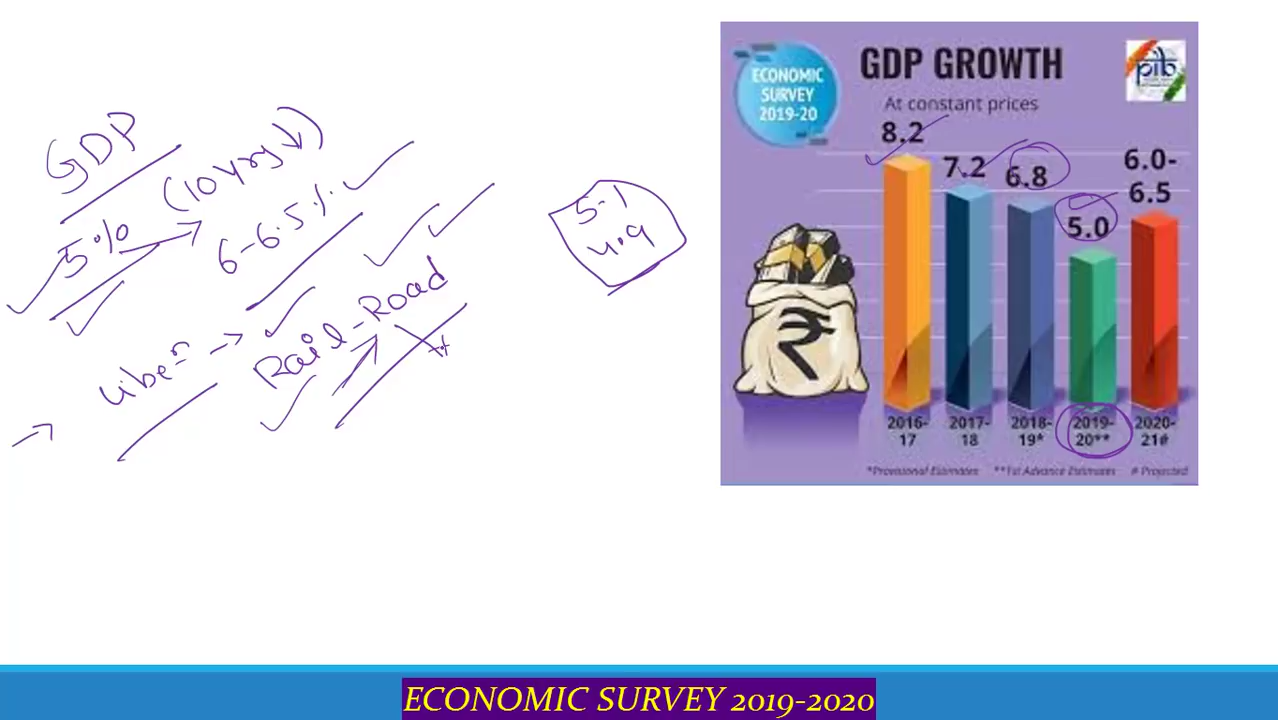 GDP
5%
(10 yrs ↓)
6-6.5%
Rail-Road
5.1
4.9
ECONOMIC
SURVEY
2019-20
GDP GROWTH
At constant prices
pib
8.2
7.2
6.8
5.0
6.0-
6.5
2016-
17
2017-
18
2018-
19*
2019-
20**
2020-
21#
*Provisional Estimates **1st Advance Estimates # Projected
ECONOMIC SURVEY 2019-2020